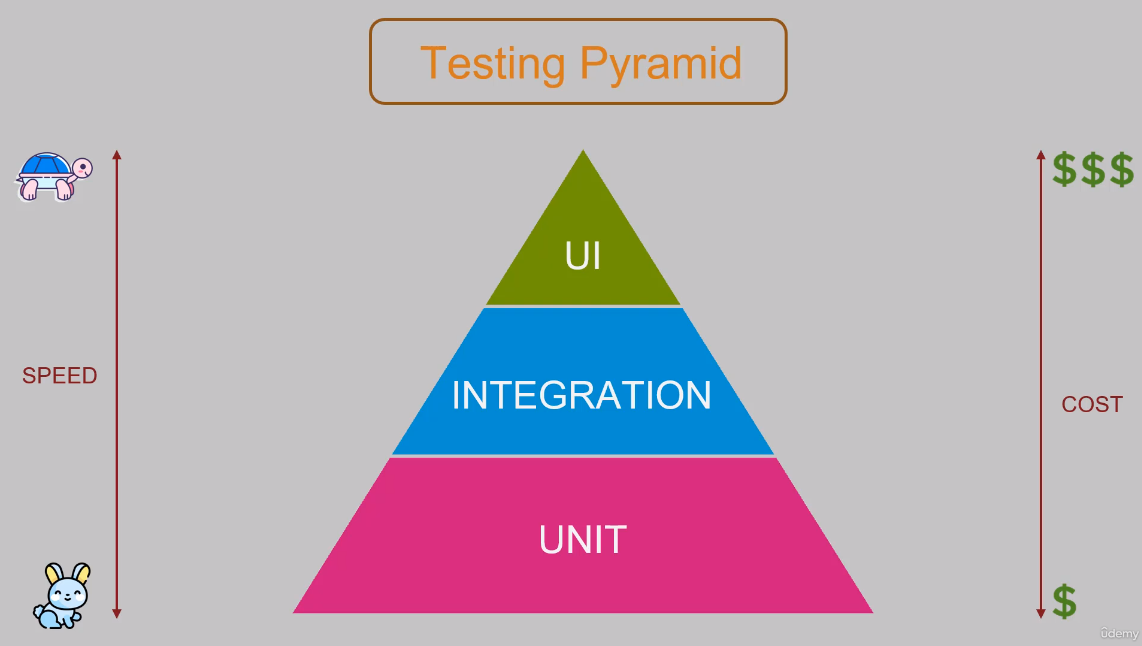 Testing Pyramid
$$$
UI
SPEED
INTEGRATION
COST
UNIT
$
ûdemy